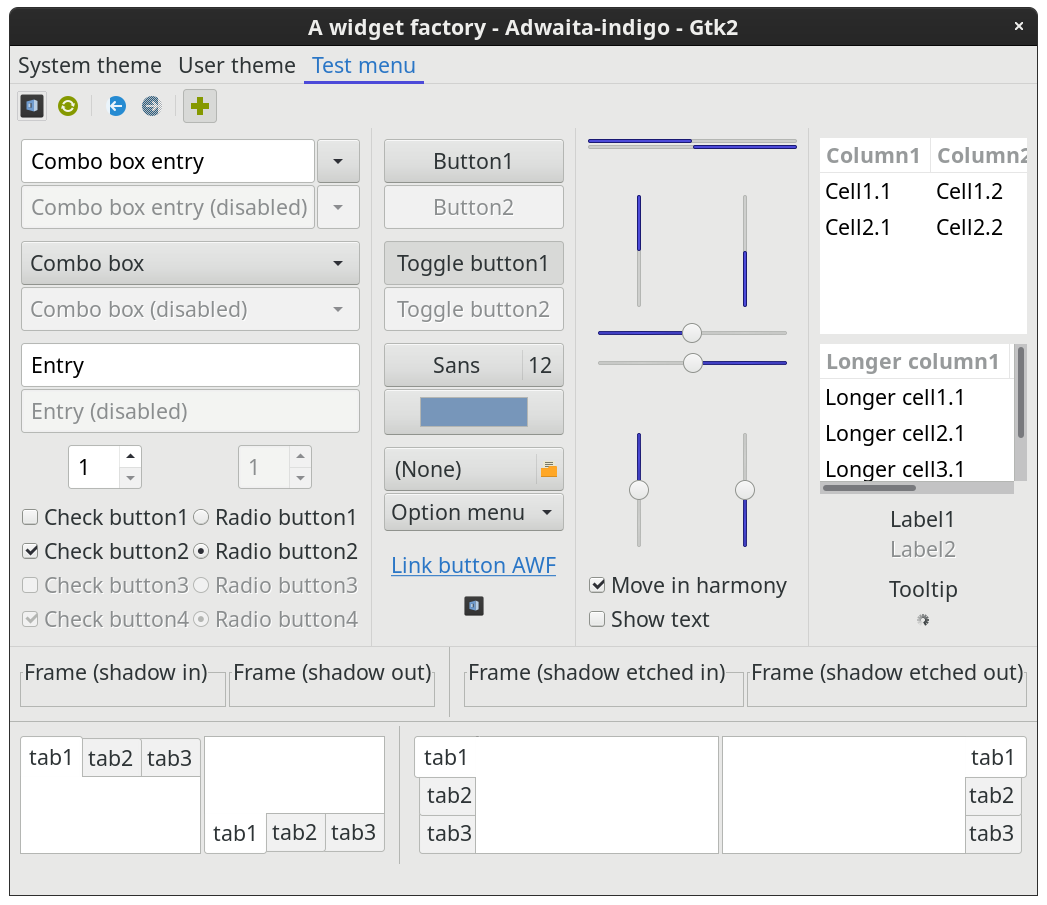 A widget factory - Adwaita-indigo - Gtk2
×
System theme User theme Test menu
Combo box entry
Combo box entry (disabled)
Combo box
Combo box (disabled)
Entry
Entry (disabled)
1 1
Check button1 Radio button1
Check button2 Radio button2
Check button3 Radio button3
Check button4 Radio button4
Button1
Button2
Toggle button1
Toggle button2
Sans 12
(None)
Option menu
Link button AWF
Move in harmony
Show text
Column1 Column2
Cell1.1 Cell1.2
Cell2.1 Cell2.2
Longer column1
Longer cell1.1
Longer cell2.1
Longer cell3.1
Label1
Label2
Tooltip
Frame (shadow in) Frame (shadow out) Frame (shadow etched in) Frame (shadow etched out)
tab1 tab2 tab3
tab1 tab2 tab3
tab1
tab2
tab3
tab1
tab2
tab3